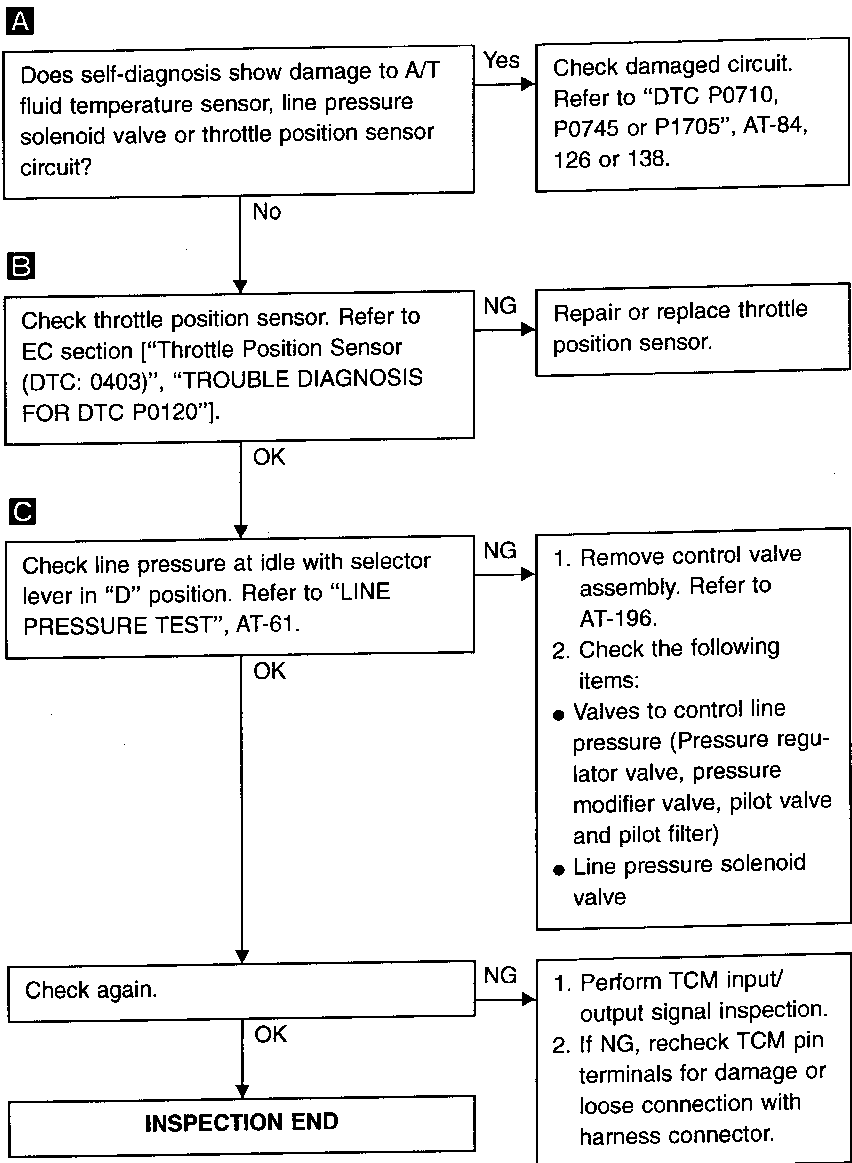 A
Does self-diagnosis show damage to A/T
fluid temperature sensor, line pressure
solenoid valve or throttle position sensor
circuit?
Yes
Check damaged circuit.
Refer to “DTC P0710,
P0745 or P1705”, AT-84,
126 or 138.
No
B
Check throttle position sensor. Refer to
EC section [“Throttle Position Sensor
(DTC: 0403)”, “TROUBLE DIAGNOSIS
FOR DTC P0120”].
NG
Repair or replace throttle
position sensor.
OK
C
Check line pressure at idle with selector
lever in “D” position. Refer to “LINE
PRESSURE TEST”, AT-61.
NG
1. Remove control valve
assembly. Refer to
AT-196.
2. Check the following
items:
● Valves to control line
pressure (Pressure regu-
lator valve, pressure
modifier valve, pilot valve
and pilot filter)
● Line pressure solenoid
valve
OK
Check again.
NG
1. Perform TCM input/
output signal inspection.
2. If NG, recheck TCM pin
terminals for damage or
loose connection with
harness connector.
OK
INSPECTION END